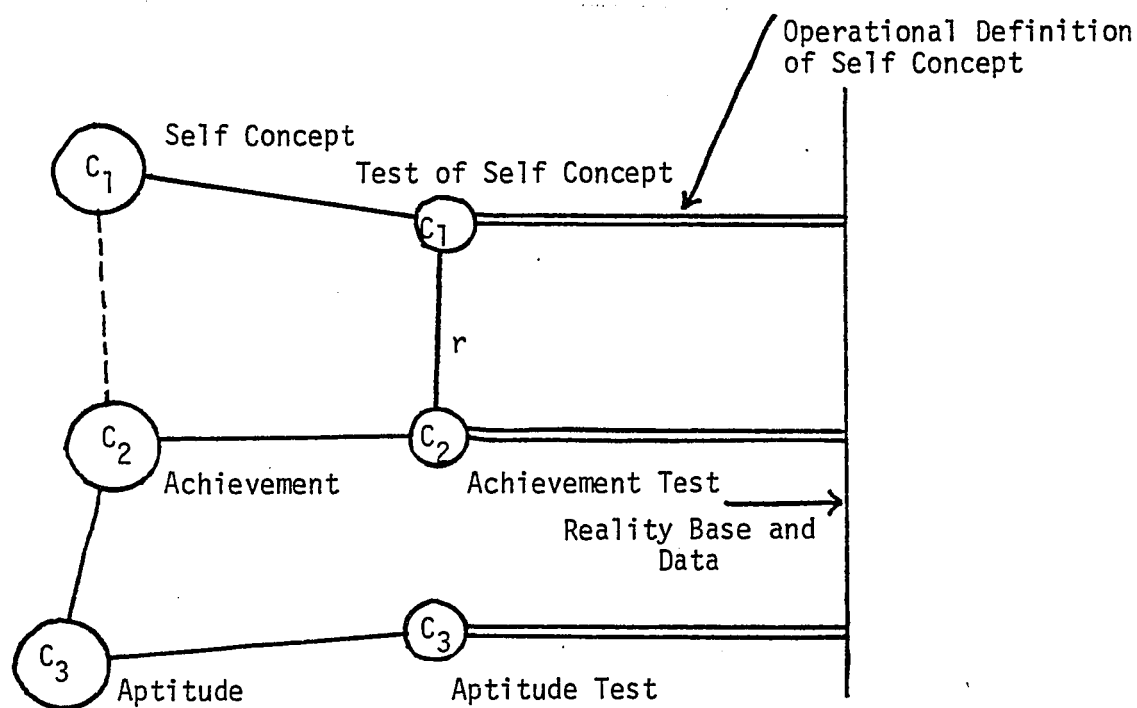 Operational Definition
of Self Concept
Self Concept
C1
Test of Self Concept
C1
r
C2
C2
Achievement
Achievement Test
Reality Base and
Data
C3
C3
Aptitude
Aptitude Test